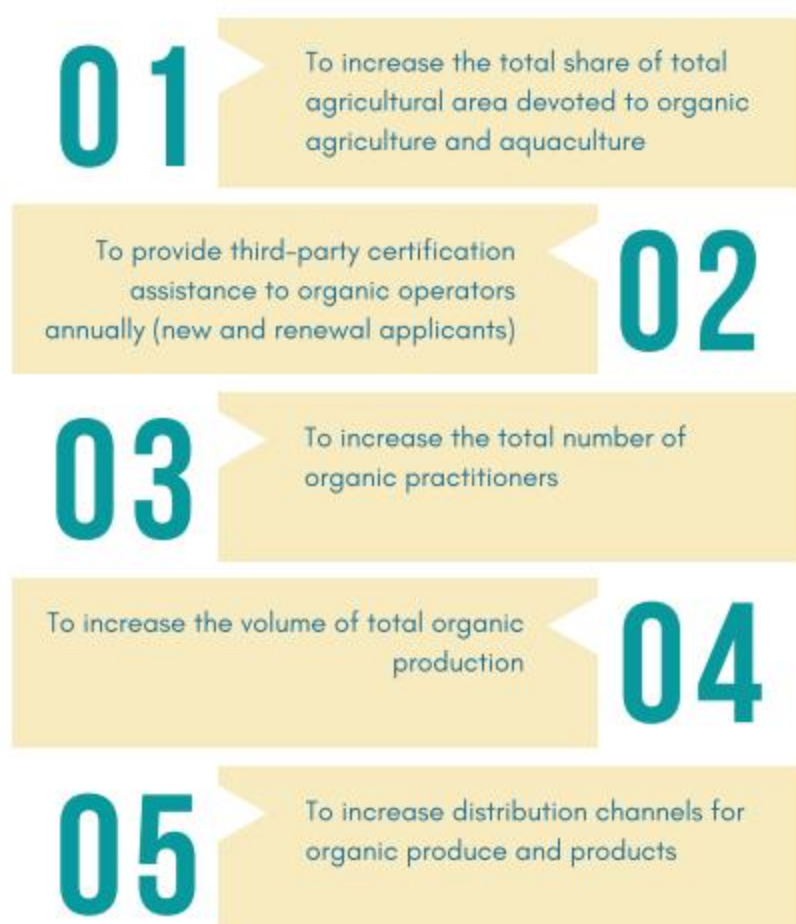 01
To increase the total share of total
agricultural area devoted to organic
agriculture and aquaculture
To provide third-party certification
assistance to organic operators
annually (new and renewal applicants)
02
03
To increase the total number of
organic practitioners
To increase the volume of total organic
production
04
05
To increase distribution channels for
organic produce and products